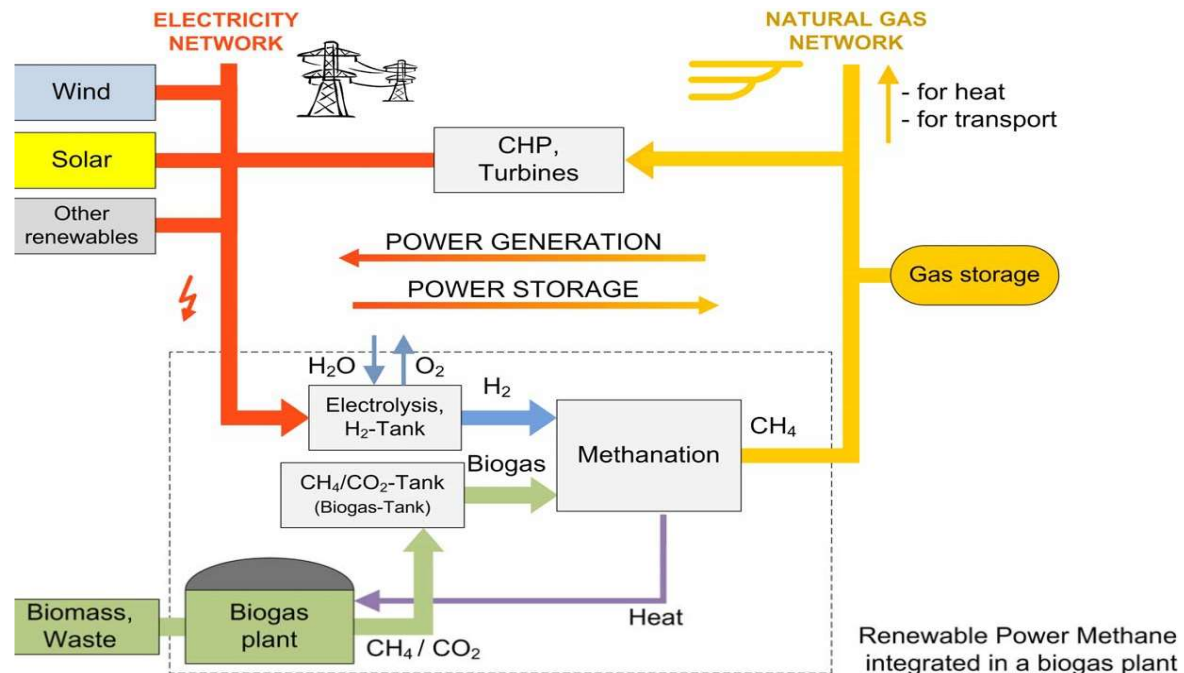 ELECTRICITY
NETWORK
NATURAL GAS
NETWORK
Wind
- for heat
- for transport
Solar
CHP,
Turbines
Other
renewables
POWER GENERATION
POWER STORAGE
Gas storage
H₂O
O₂
H₂
Electrolysis,
H₂-Tank
Methanation
CH₄
Biogas
CH₄/CO₂-Tank
(Biogas-Tank)
Biomass,
Waste
Biogas
plant
Heat
CH₄ / CO₂
Renewable Power Methane
integrated in a biogas plant